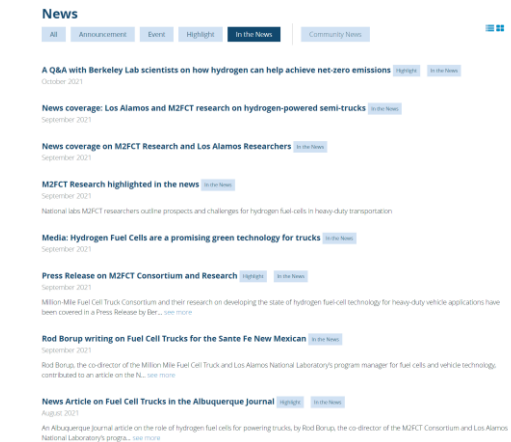 News
All Announcement Event Highlight In the News Community News
A Q&A with Berkeley Lab scientists on how hydrogen can help achieve net-zero emissions Highlight In the News
October 2021
News coverage: Los Alamos and M2FCT research on hydrogen-powered semi-trucks In the News
September 2021
News coverage on M2FCT Research and Los Alamos Researchers In the News
September 2021
M2FCT Research highlighted in the news In the News
September 2021
National labs M2FCT researchers outline prospects and challenges for hydrogen fuel-cells in heavy-duty transportation
Media: Hydrogen Fuel Cells are a promising green technology for trucks In the News
September 2021
Press Release on M2FCT Consortium and Research Highlight In the News
September 2021
Million-Mile Fuel Cell Truck Consortium and their research on developing the state of hydrogen fuel-cell technology for heavy-duty vehicle applications have
been covered in a Press Release by Ber... see more
Rod Borup writing on Fuel Cell Trucks for the Sante Fe New Mexican In the News
September 2021
Rod Borup, the co-director of the Million Mile Fuel Cell Truck and Los Alamos National Laboratory's program manager for fuel cells and vehicle technology,
contributed to an article on the N... see more
News Article on Fuel Cell Trucks in the Albuquerque Journal Highlight In the News
August 2021
An Albuquerque Journal article on the role of hydrogen fuel cells for powering trucks, by Rod Borup, the co-director of the M2FCT Consortium and Los Alamos
National Laboratory's progra... see more